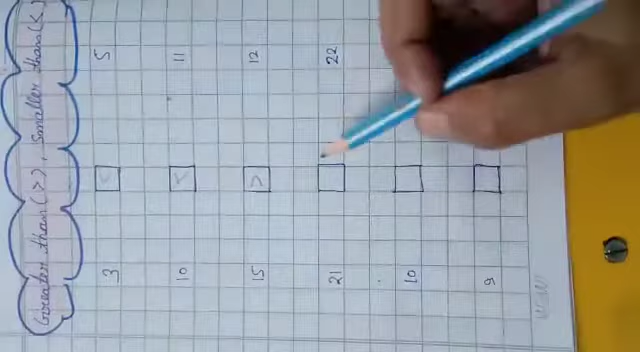 Greater than (>), Smaller than (<
3 < 5
10 < 11
15 > 12
21 22
10
9